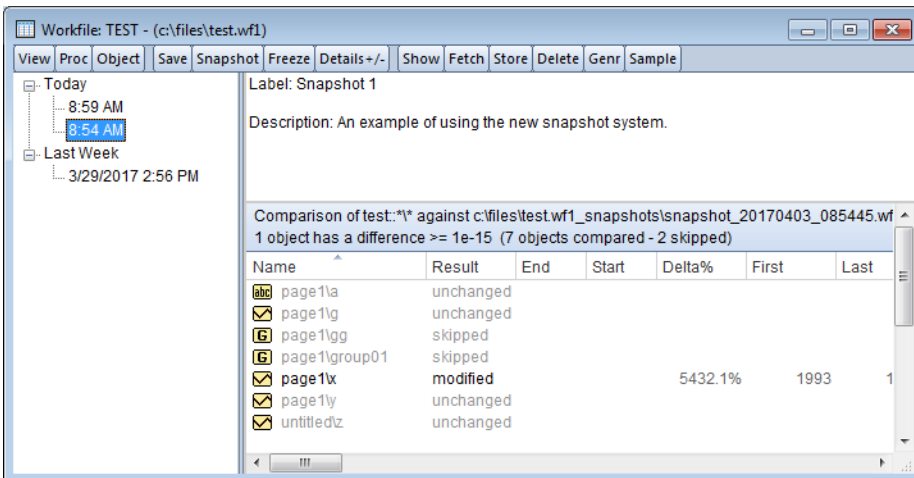 Workfile: TEST - (c:\files\test.wf1)
View Proc Object Save Snapshot Freeze Details+/- Show Fetch Store Delete Genr Sample
Today
8:59 AM
8:54 AM
Last Week
3/29/2017 2:56 PM
Label: Snapshot 1
Description: An example of using the new snapshot system.
Comparison of test::*\* against c:\files\test.wf1_snapshots\snapshot_20170403_085445.wf
1 object has a difference >= 1e-15 (7 objects compared - 2 skipped)
Name Result End Start Delta% First Last
abc page1\a unchanged
page1\g unchanged
G page1\gg skipped
G page1\group01 skipped
page1\x modified 5432.1% 1993 1
page1\y unchanged
untitled\z unchanged